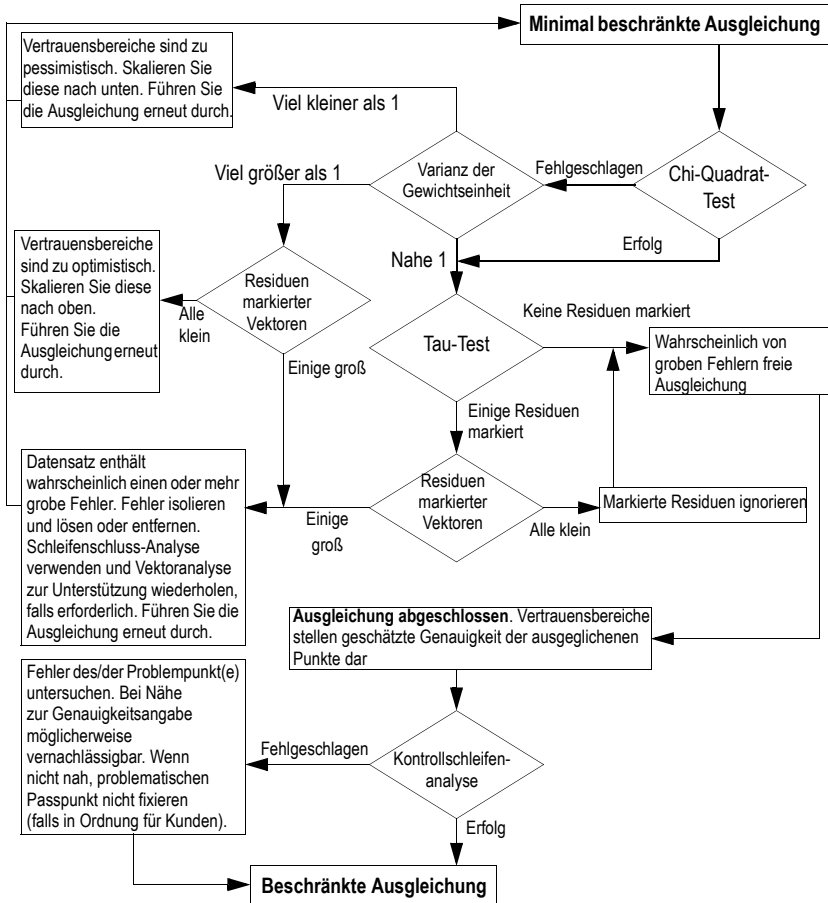 Minimal beschränkte Ausgleichung
Vertrauensbereiche sind zu
pessimistisch. Skalieren Sie
diese nach unten. Führen Sie
die Ausgleichung erneut durch.
Viel kleiner als 1
Viel größer als 1
Varianz der
Gewichtseinheit
Fehlgeschlagen
Chi-Quadrat-
Test
Erfolg
Nahe 1
Vertrauensbereiche
sind zu optimistisch.
Skalieren Sie diese
nach oben.
Führen Sie die
Ausgleichung erneut
durch.
Alle
klein
Residuen
markierter
Vektoren
Einige groß
Tau-Test
Keine Residuen markiert
Wahrscheinlich von
groben Fehlern freie
Ausgleichung
Einige Residuen
markiert
Datensatz enthält
wahrscheinlich einen oder mehr
grobe Fehler. Fehler isolieren
und lösen oder entfernen.
Schleifenschluss-Analyse
verwenden und Vektoranalyse
zur Unterstützung wiederholen,
falls erforderlich. Führen Sie die
Ausgleichung erneut durch.
Einige
groß
Residuen
markierter
Vektoren
Alle klein
Markierte Residuen ignorieren
Ausgleichung abgeschlossen. Vertrauensbereiche
stellen geschätzte Genauigkeit der ausgeglichenen
Punkte dar
Fehler des/der Problempunkt(e)
untersuchen. Bei Nähe
zur Genauigkeitsangabe
möglicherweise
vernachlässigbar. Wenn
nicht nah, problematischen
Passpunkt nicht fixieren
(falls in Ordnung für Kunden).
Fehlgeschlagen
Kontrollschleifen-
analyse
Erfolg
Beschränkte Ausgleichung